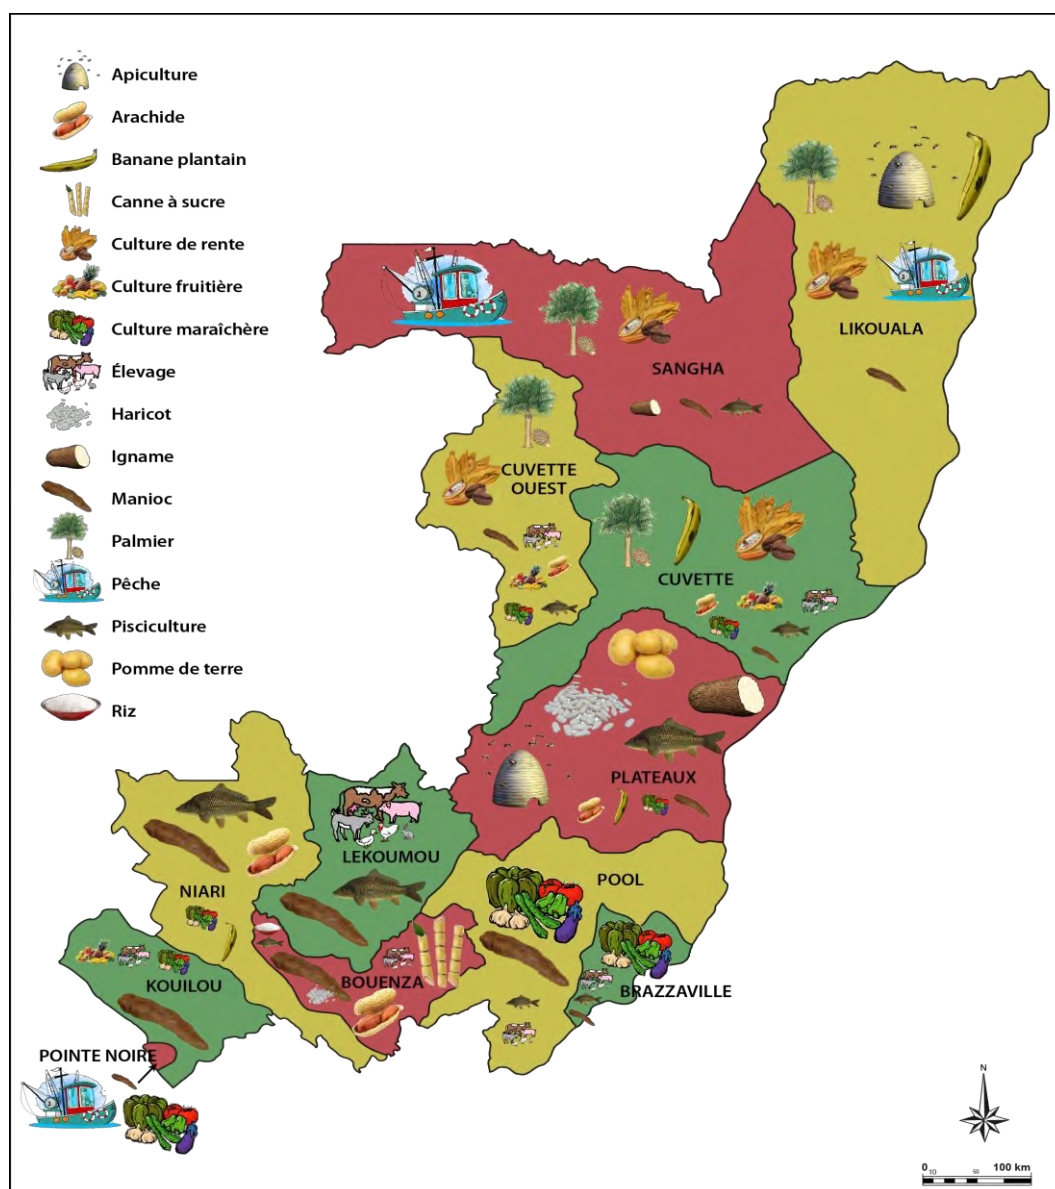 Apiculture
Arachide
Banane plantain
Canne à sucre
Culture de rente
Culture fruitière
Culture maraîchère
Élevage
Haricot
Igname
Manioc
Palmier
Pêche
Pisciculture
Pomme de terre
Riz
LIKOUALA
SANGHA
CUVETTE
OUEST
CUVETTE
PLATEAUX
LEKOUMOU
POOL
NIARI
BOUENZA
KOUILOU
BRAZZAVILLE
POINTE NOIRE
N
0 10 50 100 km